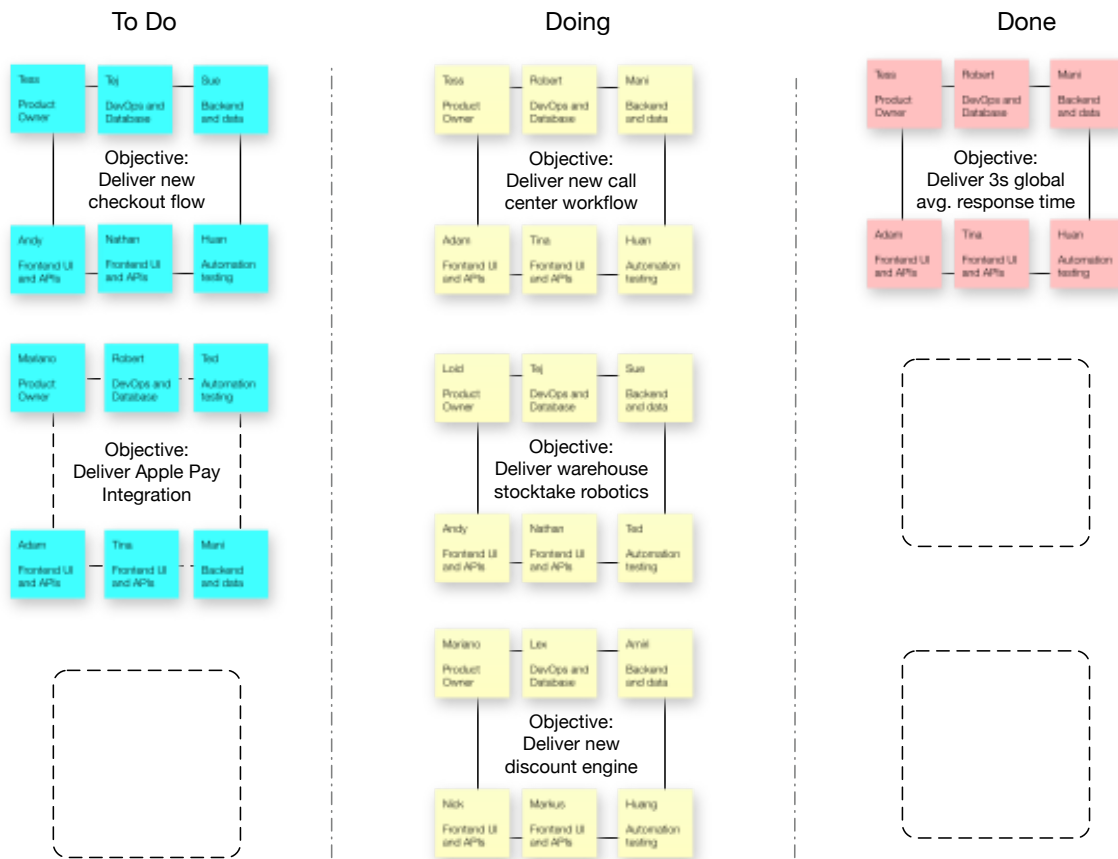 To Do
Doing
Done
Tess
Product
Owner
Tej
DevOps and
Database
Sue
Backend
and data
Objective:
Deliver new
checkout flow
Andy
Frontend UI
and APIs
Nathan
Frontend UI
and APIs
Huan
Automation
testing
Mariano
Product
Owner
Robert
DevOps and
Database
Ted
Automation
testing
Objective:
Deliver Apple Pay
Integration
Adam
Frontend UI
and APIs
Tina
Frontend UI
and APIs
Mani
Backend
and data
Tess
Product
Owner
Robert
DevOps and
Database
Mani
Backend
and data
Objective:
Deliver new call
center workflow
Adam
Frontend UI
and APIs
Tina
Frontend UI
and APIs
Huan
Automation
testing
Loid
Product
Owner
Tej
DevOps and
Database
Sue
Backend
and data
Objective:
Deliver warehouse
stocktake robotics
Andy
Frontend UI
and APIs
Nathan
Frontend UI
and APIs
Ted
Automation
testing
Mariano
Product
Owner
Lex
DevOps and
Database
Amiri
Backend
and data
Objective:
Deliver new
discount engine
Nick
Frontend UI
and APIs
Markus
Frontend UI
and APIs
Huang
Automation
testing
Tess
Product
Owner
Robert
DevOps and
Database
Mani
Backend
and data
Objective:
Deliver 3s global
avg. response time
Adam
Frontend UI
and APIs
Tina
Frontend UI
and APIs
Huan
Automation
testing